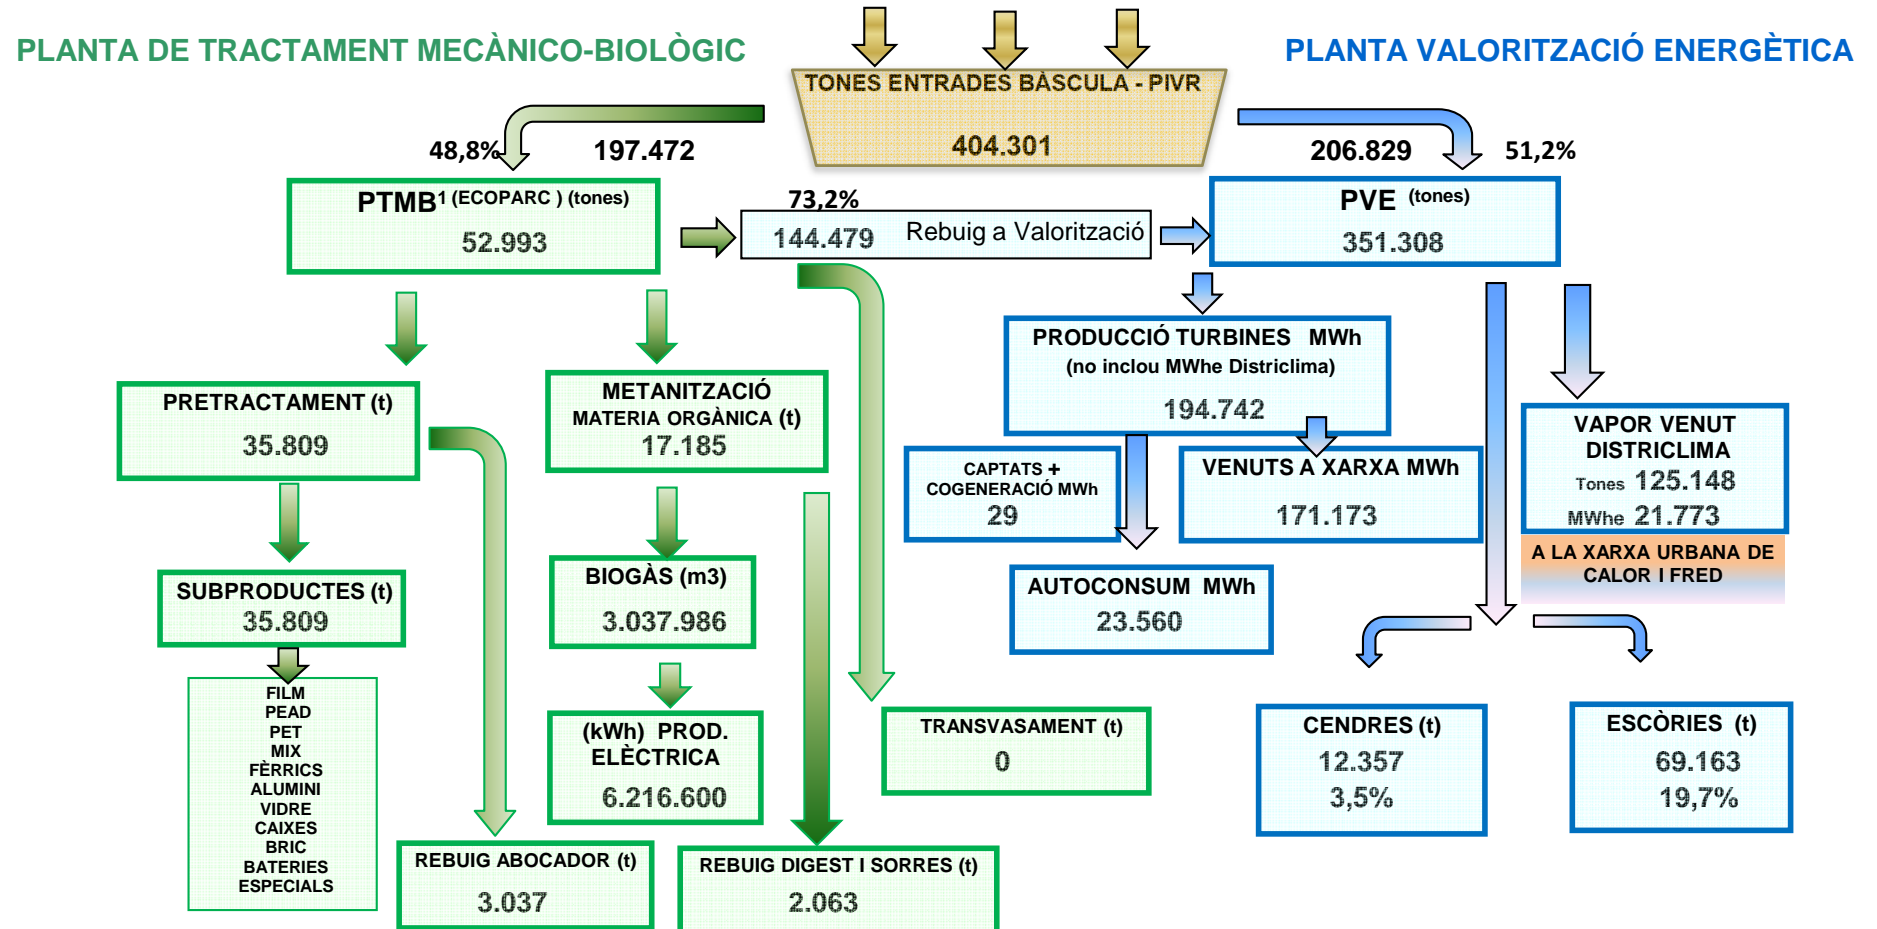 PLANTA DE TRACTAMENT MECÀNICO-BIOLÒGIC
PLANTA VALORITZACIÓ ENERGÈTICA
TONES ENTRADES BÀSCULA - PIVR
404.301
48,8%
197.472
206.829
51,2%
PTMB1 (ECOPARC ) (tones)
52.993
73,2%
144.479 Rebuig a Valorització
PVE (tones)
351.308
PRODUCCIÓ TURBINES MWh
(no inclou MWhe Districlima)
194.742
PRETRACTAMENT (t)
35.809
METANITZACIÓ
MATERIA ORGÀNICA (t)
17.185
CAPTATS +
COGENERACIÓ MWh
29
VENUTS A XARXA MWh
171.173
VAPOR VENUT
DISTRICLIMA
Tones 125.148
MWhe 21.773
A LA XARXA URBANA DE
CALOR I FRED
SUBPRODUCTES (t)
35.809
BIOGÀS (m3)
3.037.986
AUTOCONSUM MWh
23.560
FILM
PEAD
PET
MIX
FÈRRICS
ALUMINI
VIDRE
CAIXES
BRIC
BATERIES
ESPECIALS
(kWh) PROD.
ELÈCTRICA
6.216.600
TRANSVASAMENT (t)
0
CENDRES (t)
12.357
3,5%
ESCÒRIES (t)
69.163
19,7%
REBUIG ABOCADOR (t)
3.037
REBUIG DIGEST I SORRES (t)
2.063